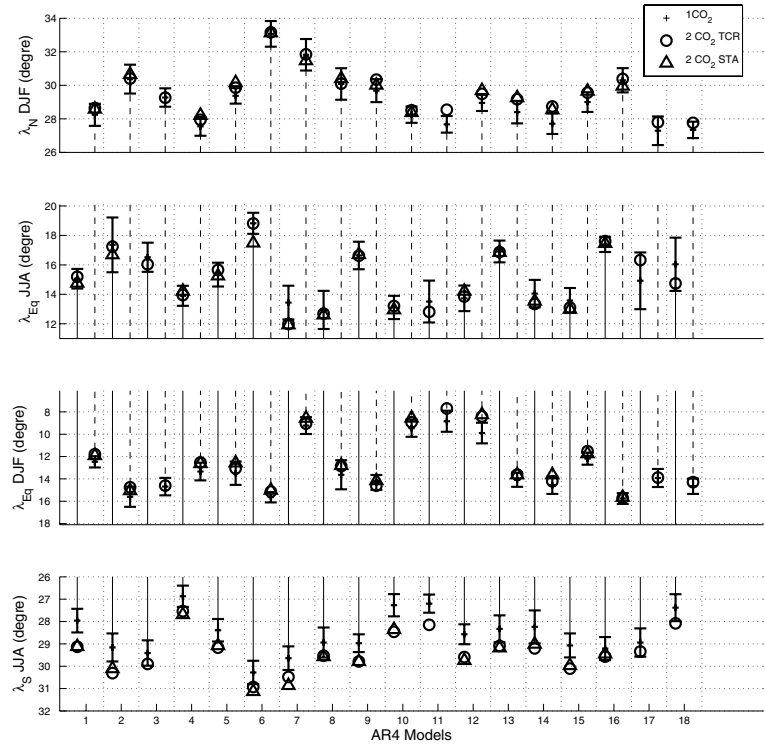 1CO₂
2 CO₂ TCR
2 CO₂ STA
34
32
30
28
26
λN DJF (degre)
20
18
16
14
12
λEq JJA (degre)
8
10
12
14
16
18
λEq DJF (degre)
26
27
28
29
30
31
32
λS JJA (degre)
1 2 3 4 5 6 7 8 9 10 11 12 13 14 15 16 17 18
AR4 Models